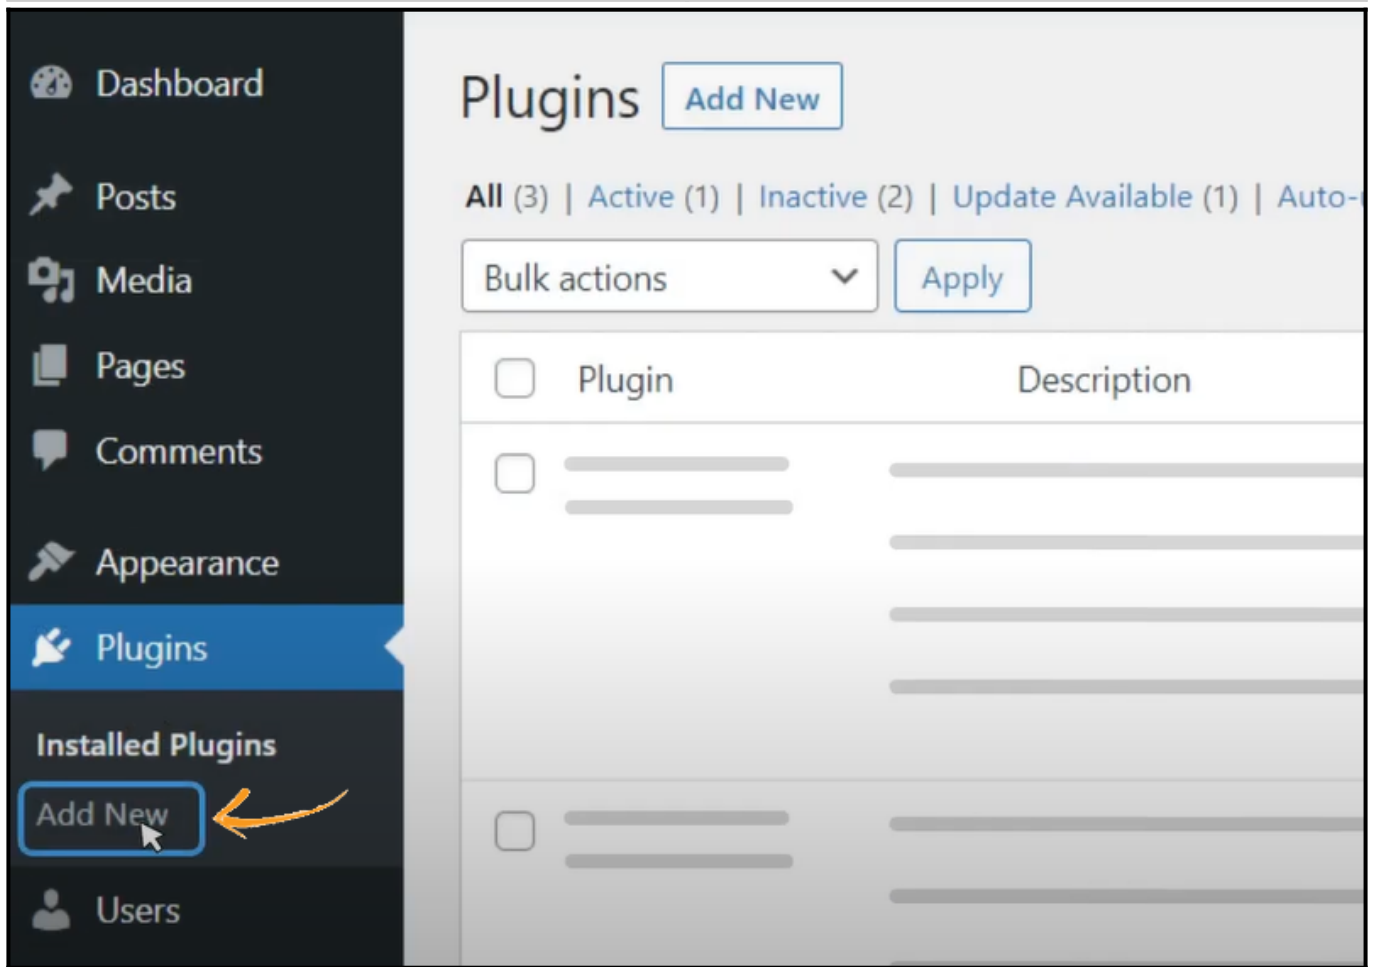 Dashboard
Posts
Media
Pages
Comments
Appearance
Plugins
Installed Plugins
Add New
Users
Plugins Add New
All (3) | Active (1) | Inactive (2) | Update Available (1) | Auto-
Bulk actions Apply
Plugin Description